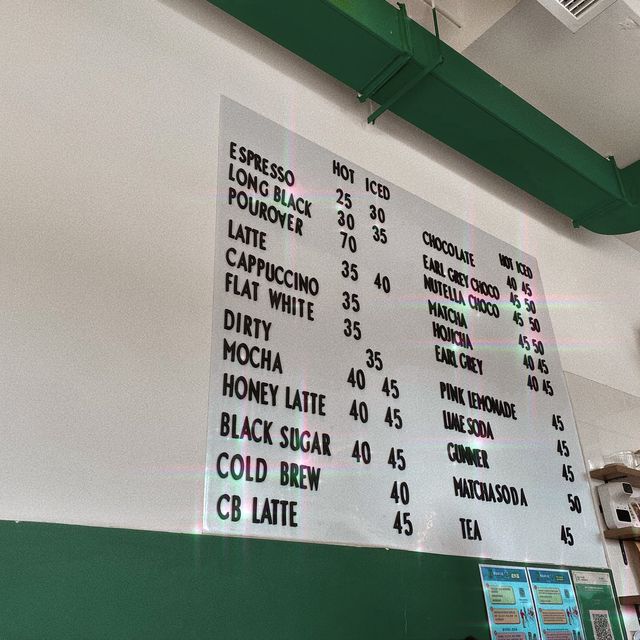 HOT ICED
ESPRESSO 25 30
LONG BLACK 30 35
POUROVER 70
LATTE 35 40
CAPPUCCINO 35
FLAT WHITE 35
DIRTY 35
MOCHA 40 45
HONEY LATTE 40 45
BLACK SUGAR 40 45
COLD BREW 40
CB LATTE 45
HOT ICED
CHOCOLATE 40 45
EARL GREY CHOCO 45 50
NUTELLA CHOCO 45 50
MATCHA 45 50
HOJICHA 40 45
EARL GREY 40 45
PINK LEMONADE 45
LIME SODA 45
GUNNER 45
MATCHA SODA 50
TEA 45